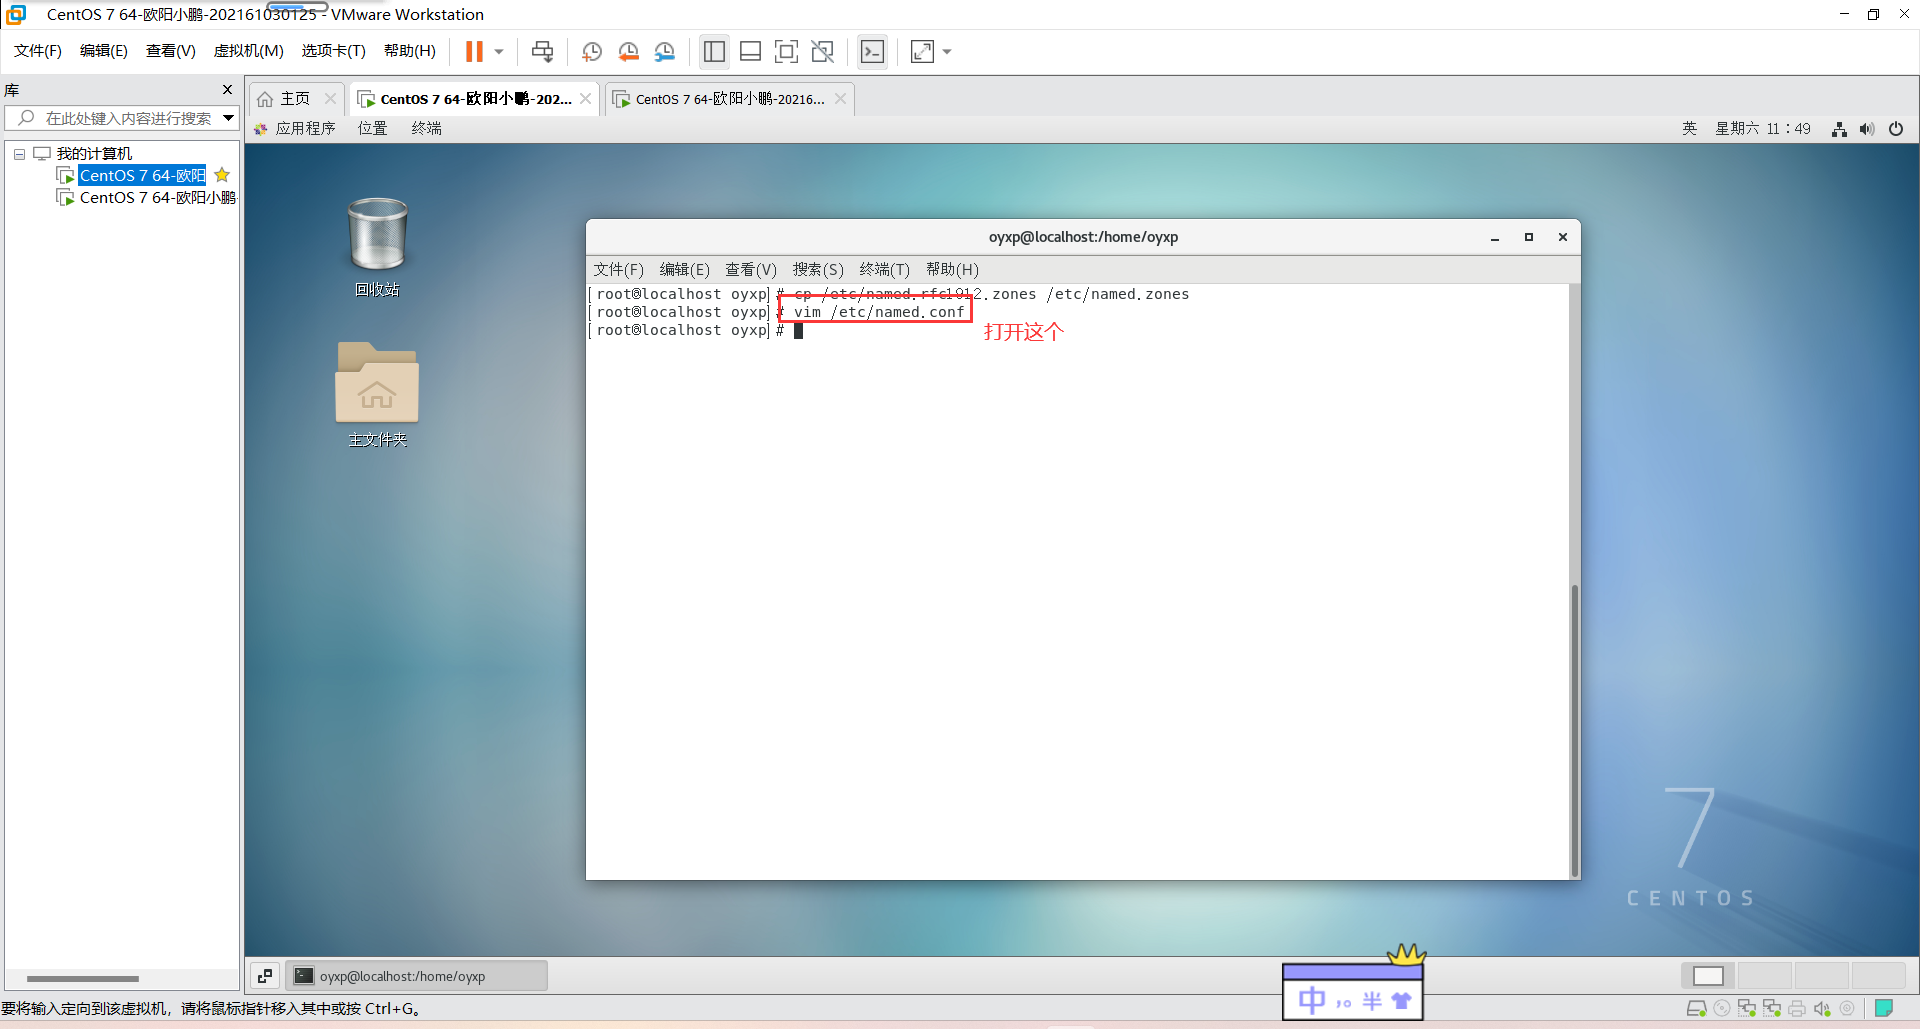 CentOS 7 64-欧阳小鹏-202161030125 - VMware Workstation
文件(F) 编辑(E) 查看(V) 虚拟机(M) 选项卡(T) 帮助(H)
库
主页
CentOS 7 64-欧阳小鹏-202...
CentOS 7 64-欧阳小鹏-20216...
在此处键入内容进行搜索
应用程序 位置 终端
英 星期六 11：49
我的计算机
CentOS 7 64-欧阳
CentOS 7 64-欧阳小鹏-
回收站
主文件夹
oyxp@localhost:/home/oyxp
文件(F) 编辑(E) 查看(V) 搜索(S) 终端(T) 帮助(H)
[root@localhost oyxp]# cp /etc/named.rfc1912.zones /etc/named.zones
[root@localhost oyxp]# vim /etc/named.conf
[root@localhost oyxp]#
打开这个
7
CENTOS
oyxp@localhost:/home/oyxp
中 ，。 半
要将输入定向到该虚拟机，请将鼠标指针移入其中或按 Ctrl+G。